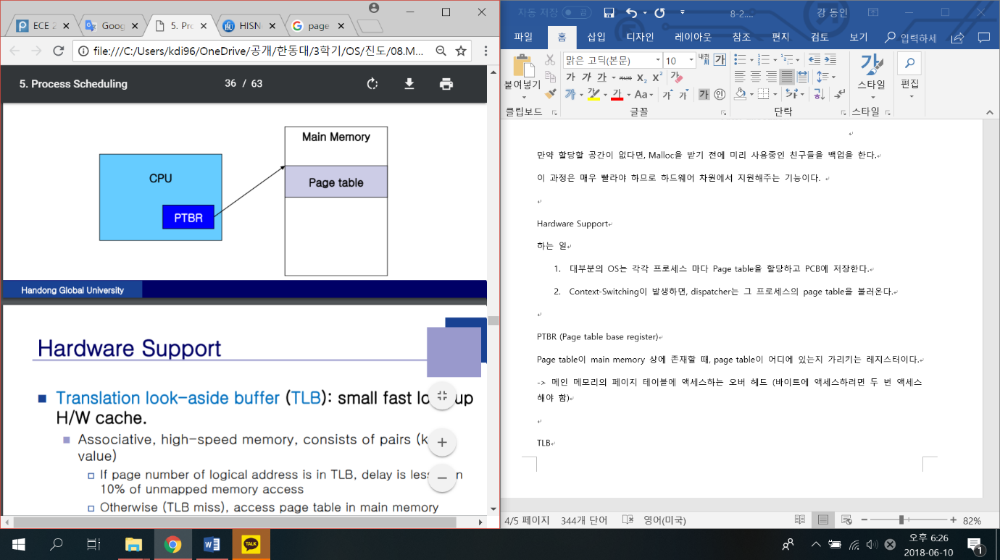 ECE 2
Goog
5. Pro
HISN
page
file:///C:/Users/kdi96/OneDrive/공개/한동대/3학기/OS/진도/08.M...
5. Process Scheduling
36 / 63
Main Memory
CPU
Page table
PTBR
Handong Global University
Hardware Support
Translation look-aside buffer (TLB): small fast lo up
H/W cache.
Associative, high-speed memory, consists of pairs (k
value)
If page number of logical address is in TLB, delay is les n
10% of unmapped memory access
Otherwise (TLB miss), access page table in main memory
자동 저장
끔
8-2....
강 동인
파일
홈
삽입
디자인
레이아웃
참조
편지
검토
보기
입력하세
붙여넣기
클립보드
맑은 고딕(본문)
10
내천
가
가 가 가
X₂ X²
가
Aa
가 가
가
글꼴
단락
가
스타일
스타일
편집
만약 할당할 공간이 없다면, Malloc을 받기 전에 미리 사용중인 친구들을 백업을 한다.
이 과정은 매우 빨라야 하므로 하드웨어 차원에서 지원해주는 기능이다.
Hardware Support
하는 일
1. 대부분의 OS는 각각 프로세스 마다 Page table을 할당하고 PCB에 저장한다.
2. Context-Switching이 발생하면, dispatcher는 그 프로세스의 page table을 불러온다.
PTBR (Page table base register)
Page table이 main memory 상에 존재할 때, page table이 어디에 있는지 가리키는 레지스터이다.
-> 메인 메모리의 페이지 테이블에 액세스하는 오버 헤드 (바이트에 액세스하려면 두 번 액세스
해야 함)
TLB
4/5 페이지
344개 단어
영어(미국)
82%
TALK
오후 6:26
2018-06-10
1